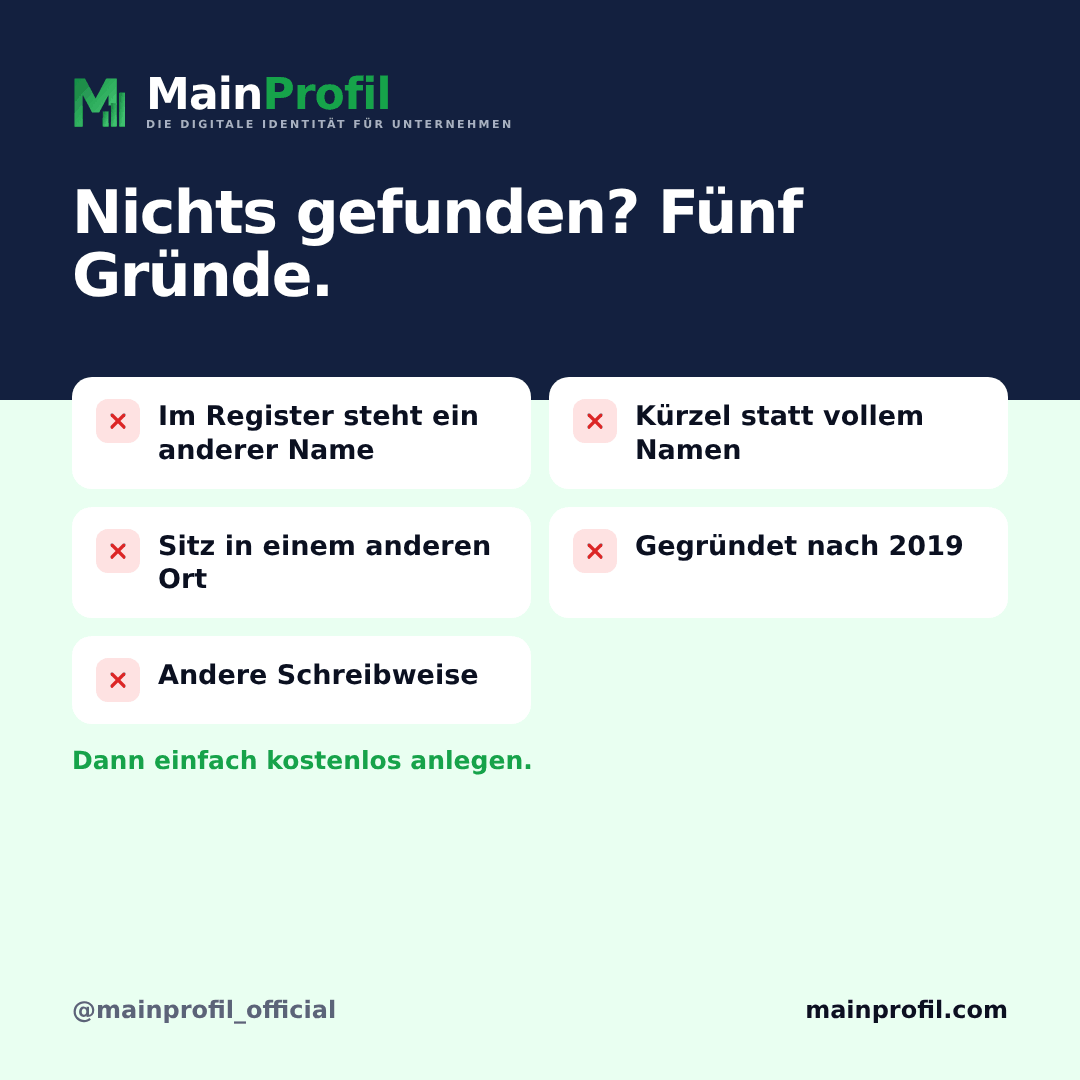 MainProfil
DIE DIGITALE IDENTITÄT FÜR UNTERNEHMEN
Nichts gefunden? Fünf
Gründe.
Im Register steht ein
anderer Name
Kürzel statt vollem
Namen
Sitz in einem anderen
Ort
Gegründet nach 2019
Andere Schreibweise
Dann einfach kostenlos anlegen.
@mainprofil_official
mainprofil.com